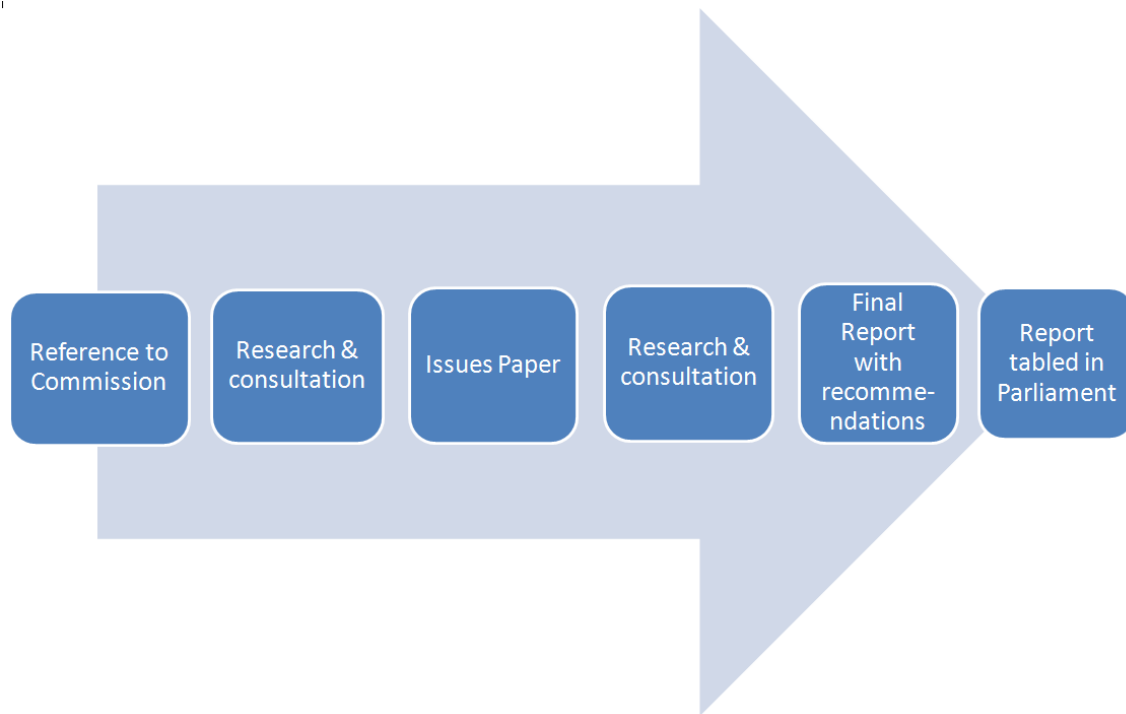 Reference to
Commission
Research &
consultation
Issues Paper
Research &
consultation
Final
Report
with
recomme-
ndations
Report
tabled in
Parliament